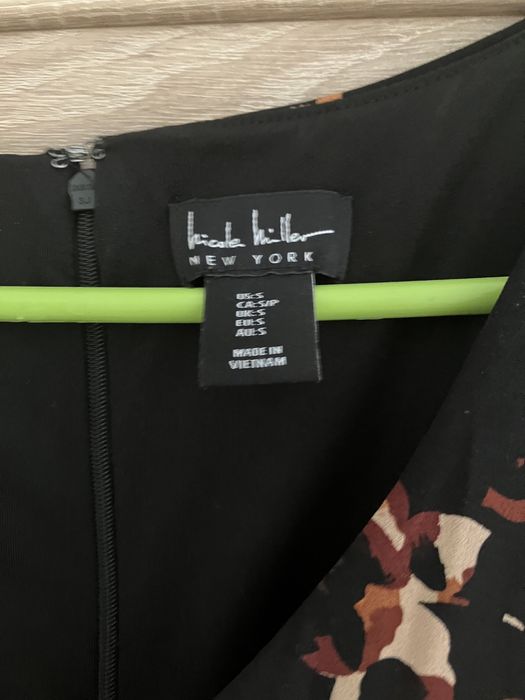 Nicole Miller
NEW YORK
US:S
CA:S/P
UK:S
EU:S
AU:S
MADE IN
VIETNAM